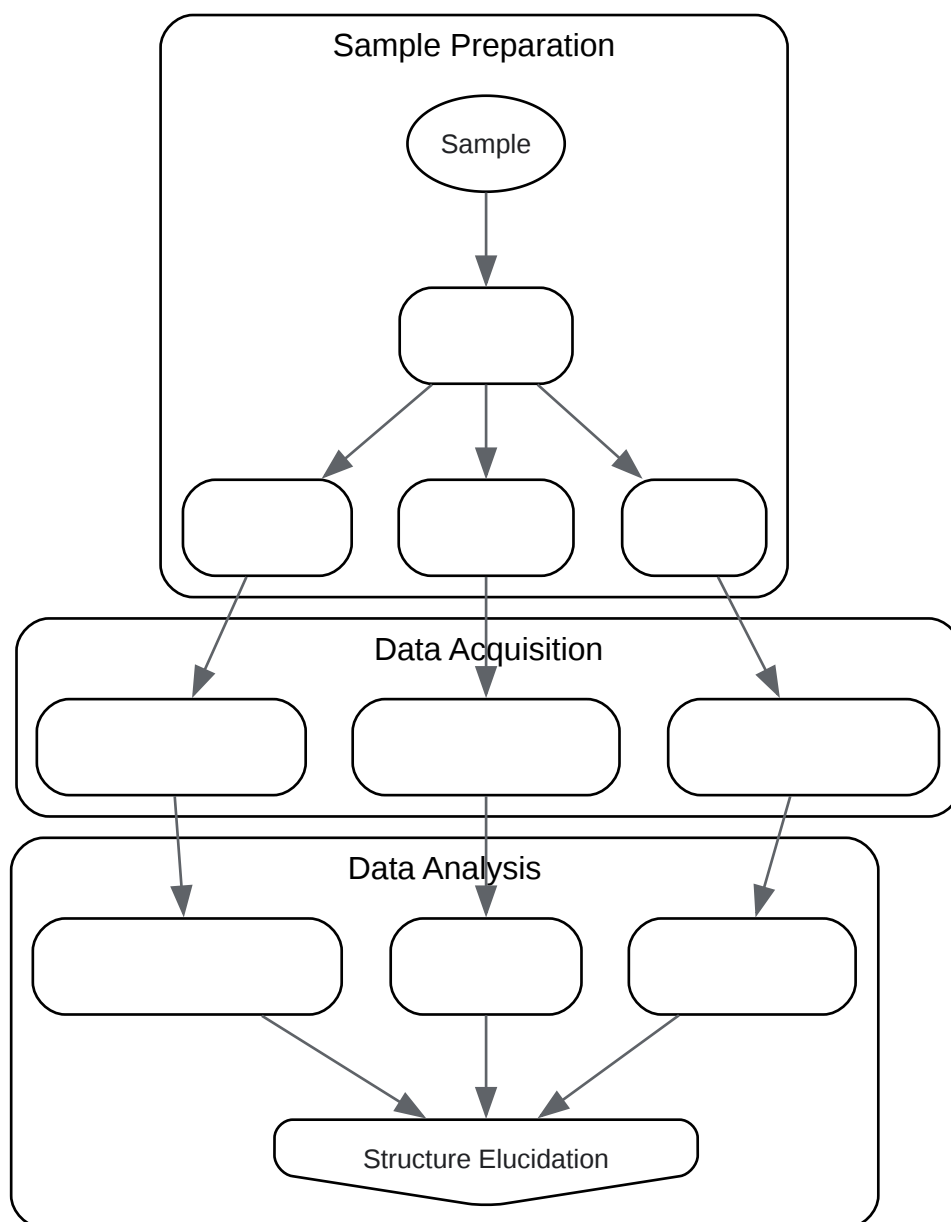 Sample Preparation
Sample
Data Acquisition
Data Analysis
Structure Elucidation